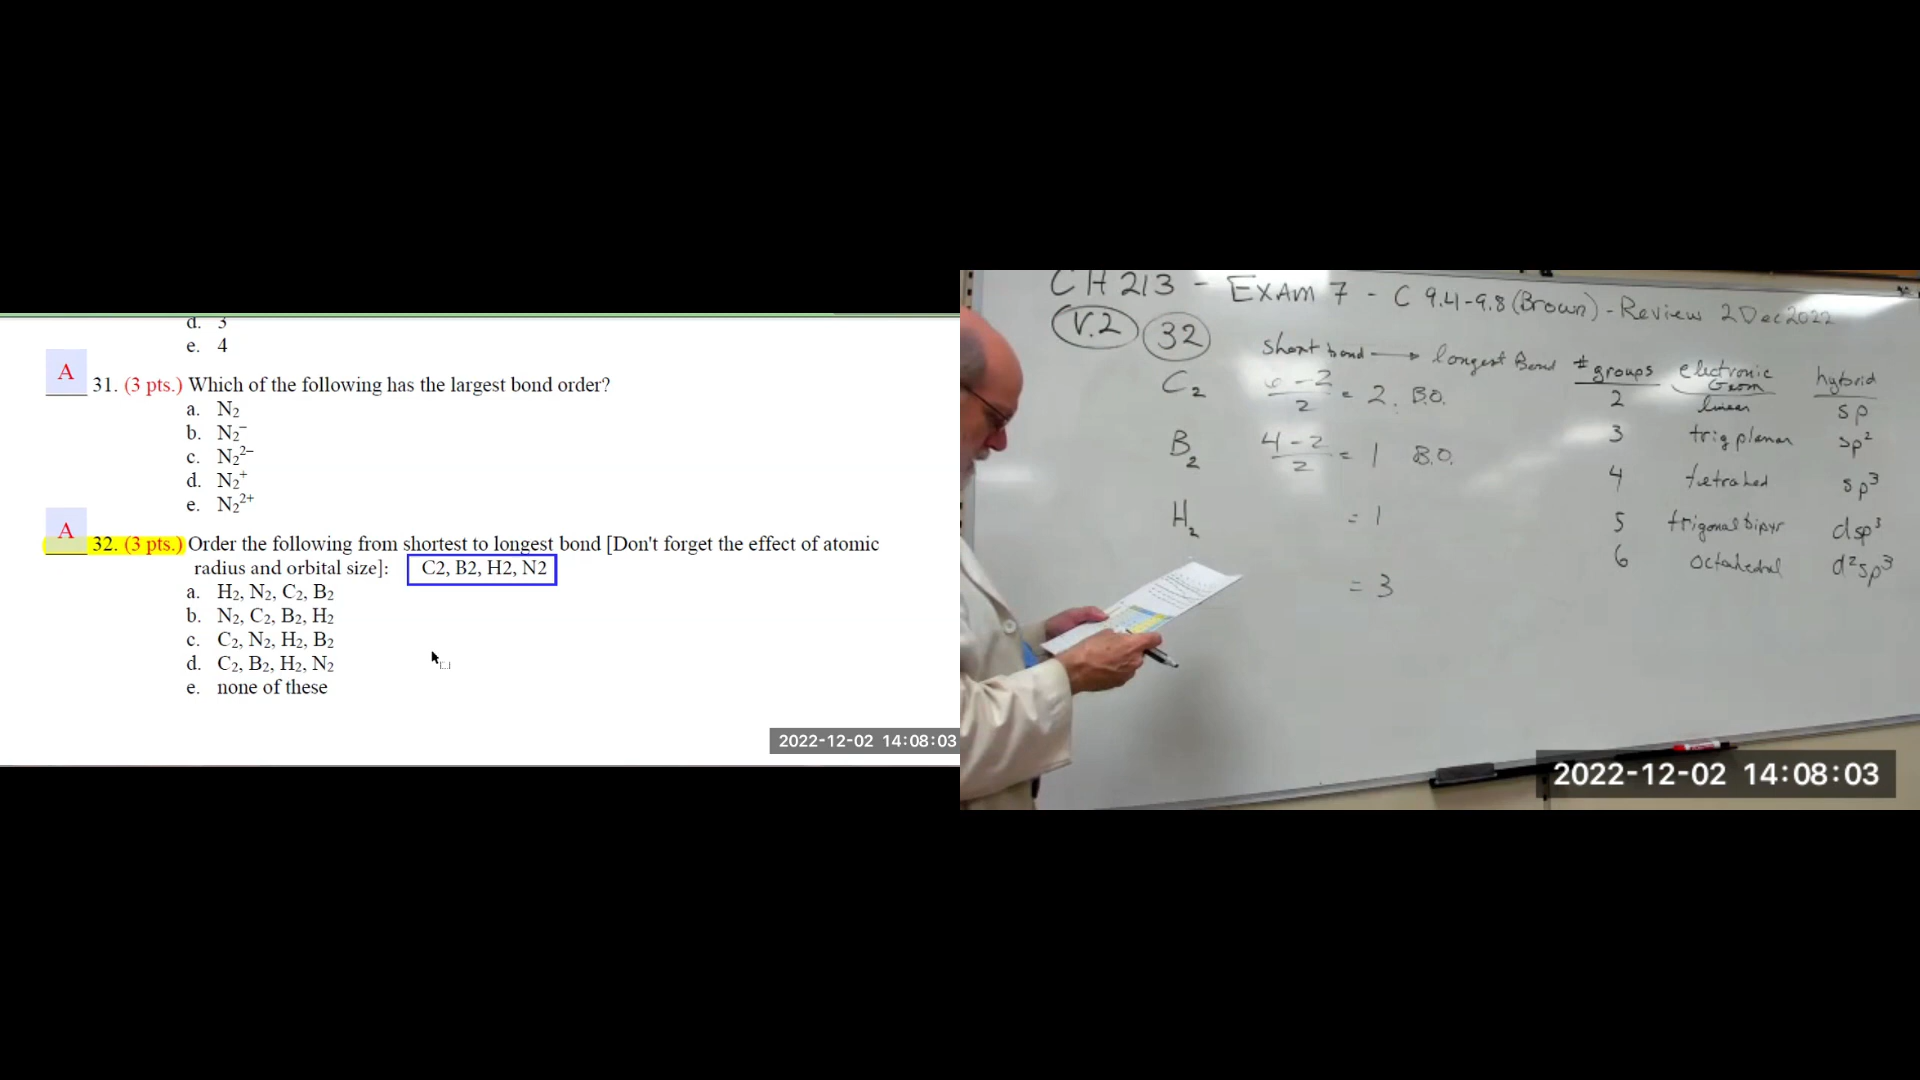 d. 3
e. 4
A
31. (3 pts.) Which of the following has the largest bond order?
a. N₂
b. N₂⁻
c. N₂²⁻
d. N₂⁺
e. N₂²⁺
A
32. (3 pts.) Order the following from shortest to longest bond [Don't forget the effect of atomic
radius and orbital size]: C2, B2, H2, N2
a. H₂, N₂, C₂, B₂
b. N₂, C₂, B₂, H₂
c. C₂, N₂, H₂, B₂
d. C₂, B₂, H₂, N₂
e. none of these
2022-12-02 14:08:03
CH 213 - EXAM 7 - C 9.4-9.8 (Brown) - Review 2 Dec 2022
V.2 32
short bond → longest Bond
C₂ - 2 / 2 = 2 B.O.
B₂ 4 - 2 / 2 = 1 B.O.
H₂ = 1
= 3
# groups electronic Geom hybrid
2 linear sp
3 trig planar sp²
4 tetrahed sp³
5 trigonal bipyr dsp³
6 octahedral d²sp³
2022-12-02 14:08:03